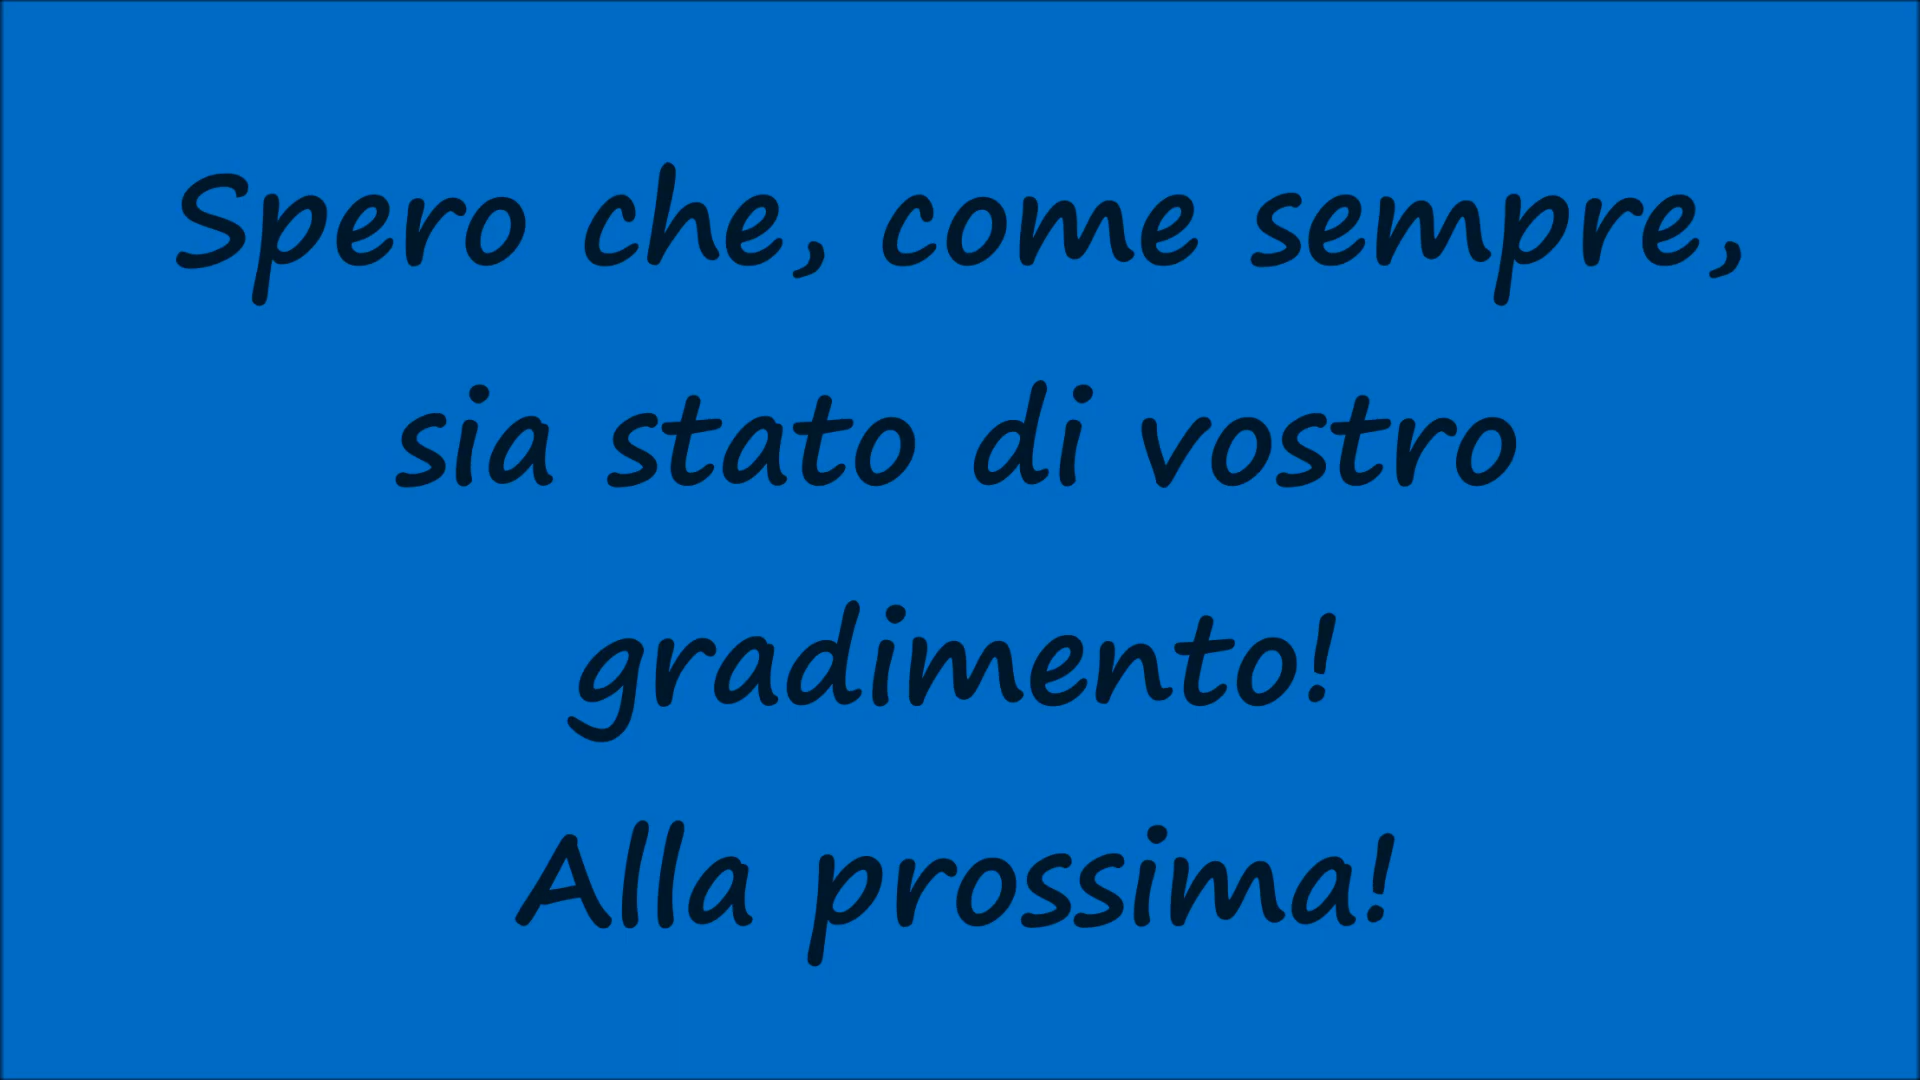 Spero che, come sempre,
sia stato di vostro
gradimento!
Alla prossima!